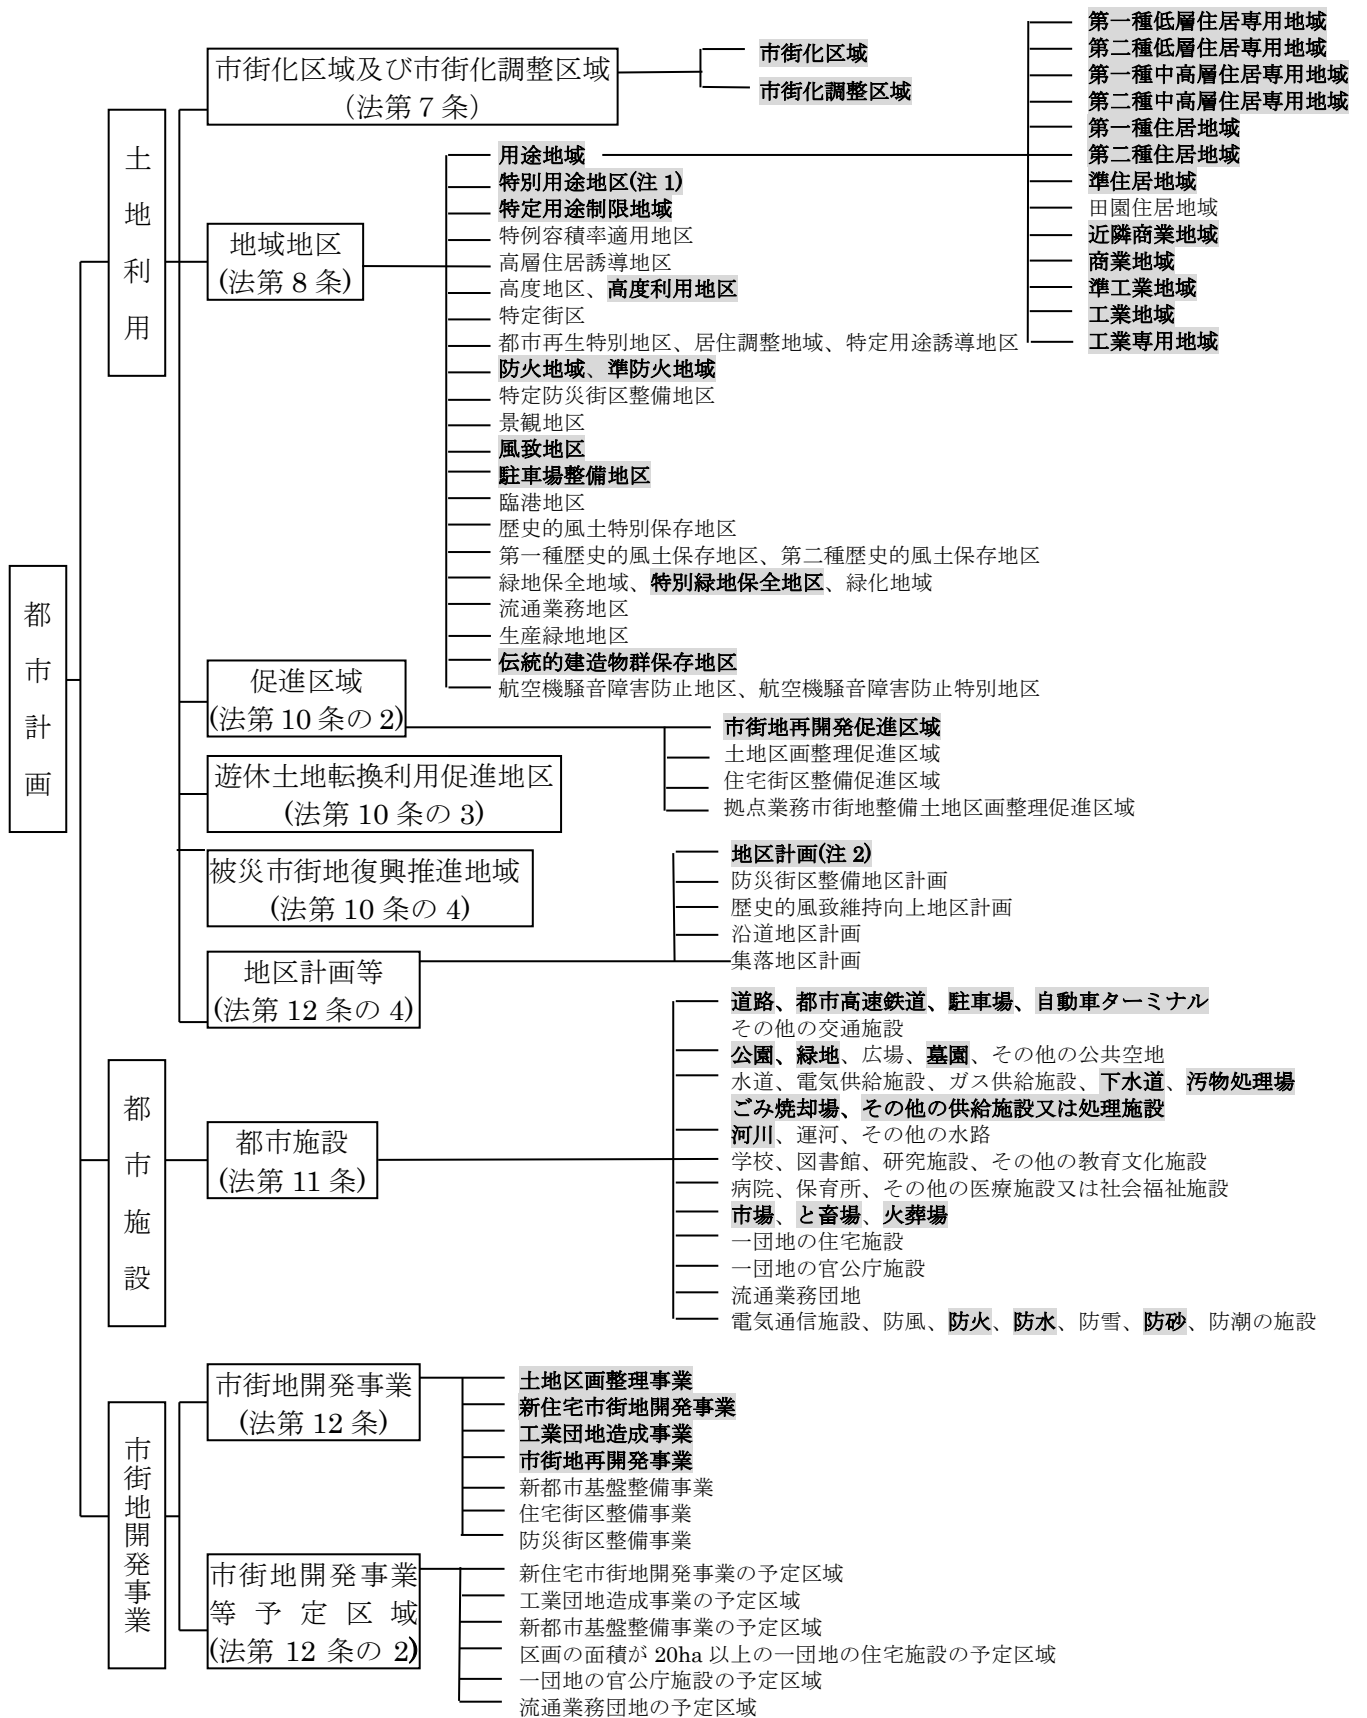 都市計画
土地利用
市街化区域及び市街化調整区域
(法第7条)
市街化区域
市街化調整区域
地域地区
(法第8条)
用途地域
特別用途地区(注1)
特定用途制限地域
特例容積率適用地区
高層住居誘導地区
高度地区、高度利用地区
特定街区
都市再生特別地区、居住調整地域、特定用途誘導地区
防火地域、準防火地域
特定防災街区整備地区
景観地区
風致地区
駐車場整備地区
臨港地区
歴史的風土特別保存地区
第一種歴史的風土保存地区、第二種歴史的風土保存地区
緑地保全地域、特別緑地保全地区、緑化地域
流通業務地区
生産緑地地区
伝統的建造物群保存地区
航空機騒音障害防止地区、航空機騒音障害防止特別地区
第一種低層住居専用地域
第二種低層住居専用地域
第一種中高層住居専用地域
第二種中高層住居専用地域
第一種住居地域
第二種住居地域
準住居地域
田園住居地域
近隣商業地域
商業地域
準工業地域
工業地域
工業専用地域
促進区域
(法第10条の2)
市街地再開発促進区域
土地区画整理促進区域
住宅街区整備促進区域
拠点業務市街地整備土地区画整理促進区域
遊休土地転換利用促進地区
(法第10条の3)
被災市街地復興推進地域
(法第10条の4)
地区計画等
(法第12条の4)
地区計画(注2)
防災街区整備地区計画
歴史的風致維持向上地区計画
沿道地区計画
集落地区計画
都市施設
都市施設
(法第11条)
道路、都市高速鉄道、駐車場、自動車ターミナル
その他の交通施設
公園、緑地、広場、墓園、その他の公共空地
水道、電気供給施設、ガス供給施設、下水道、汚物処理場
ごみ焼却場、その他の供給施設又は処理施設
河川、運河、その他の水路
学校、図書館、研究施設、その他の教育文化施設
病院、保育所、その他の医療施設又は社会福祉施設
市場、と畜場、火葬場
一団地の住宅施設
一団地の官公庁施設
流通業務団地
電気通信施設、防風、防火、防水、防雪、防砂、防潮の施設
市街地開発事業
市街地開発事業
(法第12条)
土地区画整理事業
新住宅市街地開発事業
工業団地造成事業
市街地再開発事業
新都市基盤整備事業
住宅街区整備事業
防災街区整備事業
市街地開発事業
等予定区域
(法第12条の2)
新住宅市街地開発事業の予定区域
工業団地造成事業の予定区域
新都市基盤整備事業の予定区域
区画の面積が20ha以上の一団地の住宅施設の予定区域
一団地の官公庁施設の予定区域
流通業務団地の予定区域